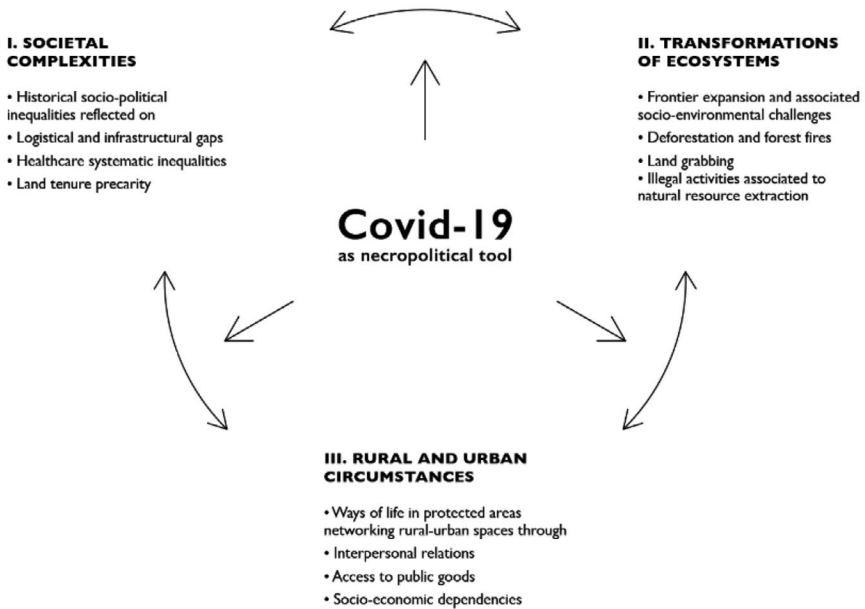 I. SOCIETAL
COMPLEXITIES
• Historical socio-political
inequalities reflected on
• Logistical and infrastructural gaps
• Healthcare systematic inequalities
• Land tenure precarity
II. TRANSFORMATIONS
OF ECOSYSTEMS
• Frontier expansion and associated
socio-environmental challenges
• Deforestation and forest fires
• Land grabbing
• Illegal activities associated to
natural resource extraction
Covid-19
as necropolitical tool
III. RURAL AND URBAN
CIRCUMSTANCES
• Ways of life in protected areas
networking rural-urban spaces through
• Interpersonal relations
• Access to public goods
• Socio-economic dependencies